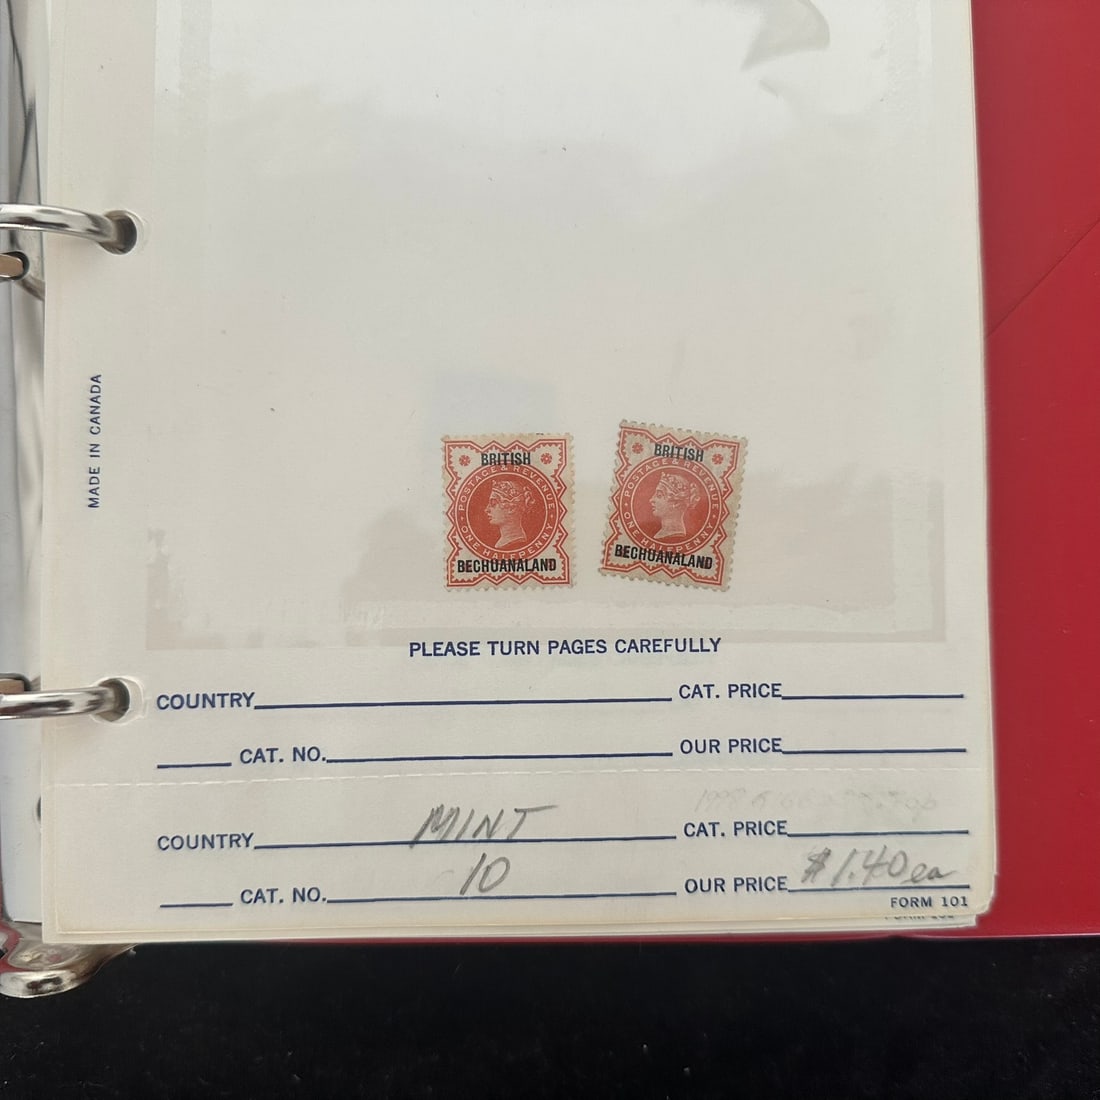 MADE IN CANADA
BRITISH
POSTAGE & REVENUE
ONE HALFPENNY
BECHUANALAND
BRITISH
POSTAGE & REVENUE
ONE HALFPENNY
BECHUANALAND
PLEASE TURN PAGES CAREFULLY
COUNTRY CAT. PRICE
CAT. NO. OUR PRICE
COUNTRY MINT CAT. PRICE
CAT. NO. 10 OUR PRICE $1.40 ea
FORM 101